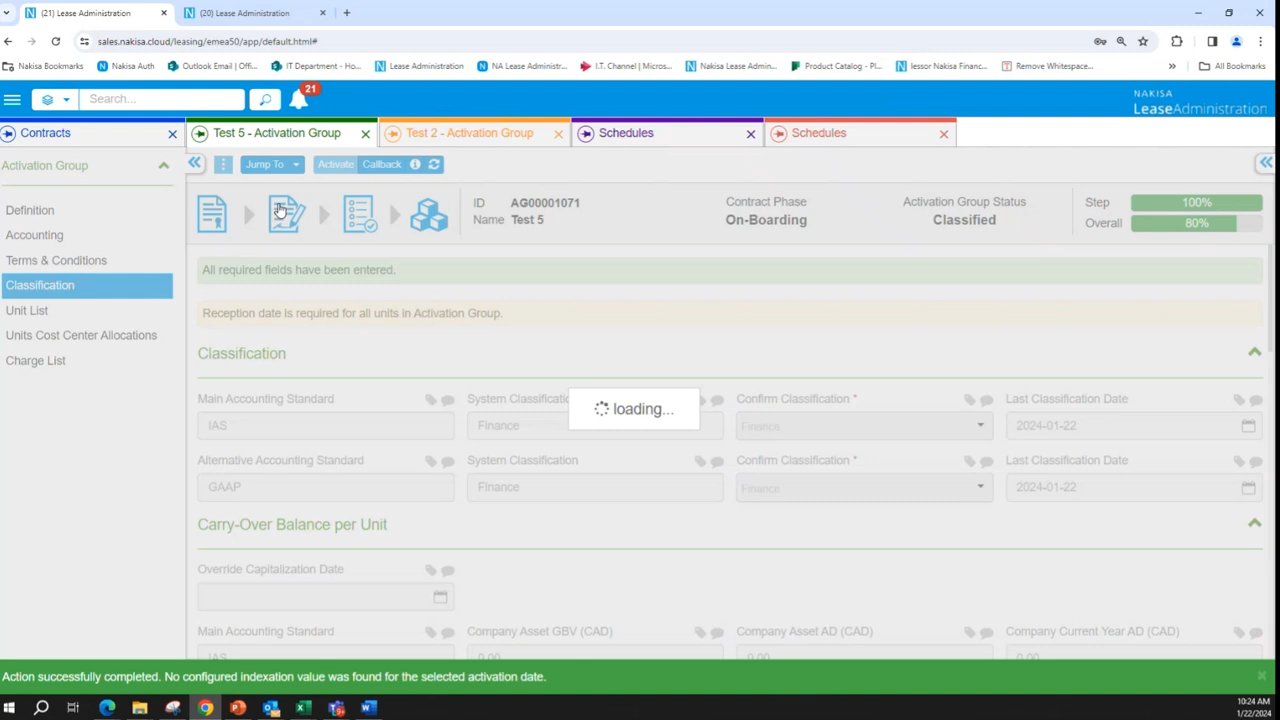 (21) Lease Administration
(20) Lease Administration
sales.nakisa.cloud/leasing/emea50/app/default.html#
Nakisa Bookmarks
Nakisa Auth
Outlook Email | Offi...
IT Department - Ho...
Lease Administration
NA Lease Administr...
I.T. Channel | Micros...
Nakisa Lease Admin...
Product Catalog - Pl...
lessor Nakisa Financ...
Remove Whitespace...
»
All Bookmarks
Search...
21
NAKISA
LeaseAdministration
Contracts
Test 5 - Activation Group
Test 2 - Activation Group
Schedules
Schedules
Activation Group
Jump To
Activate
Callback
Definition
Accounting
Terms & Conditions
Classification
Unit List
Units Cost Center Allocations
Charge List
ID AG00001071
Name Test 5
Contract Phase
On-Boarding
Activation Group Status
Classified
Step 100%
Overall 80%
All required fields have been entered.
Reception date is required for all units in Activation Group.
Classification
Main Accounting Standard
System Classificatio
Confirm Classification *
Last Classification Date
IAS
Finance
Finance
2024-01-22
loading...
Alternative Accounting Standard
System Classification
Confirm Classification *
Last Classification Date
GAAP
Finance
Finance
2024-01-22
Carry-Over Balance per Unit
Override Capitalization Date
Main Accounting Standard
Company Asset GBV (CAD)
Company Asset AD (CAD)
Company Current Year AD (CAD)
IAS
0.00
0.00
0.00
Action successfully completed. No configured indexation value was found for the selected activation date.
10:24 AM
1/22/2024